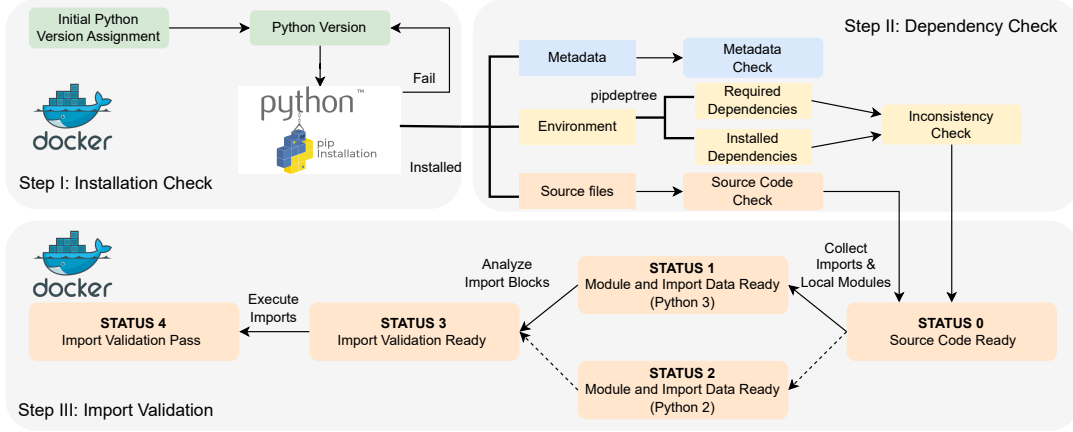 Initial Python
Version Assignment
Python Version
Fail
python™
pip
installation
docker
Installed
Step I: Installation Check
Step II: Dependency Check
Metadata
Metadata
Check
pipdeptree
Environment
Required
Dependencies
Installed
Dependencies
Inconsistency
Check
Source files
Source Code
Check
docker
Collect
Imports &
Local Modules
STATUS 0
Source Code Ready
STATUS 1
Module and Import Data Ready
(Python 3)
STATUS 2
Module and Import Data Ready
(Python 2)
Analyze
Import Blocks
STATUS 3
Import Validation Ready
Execute
Imports
STATUS 4
Import Validation Pass
Step III: Import Validation